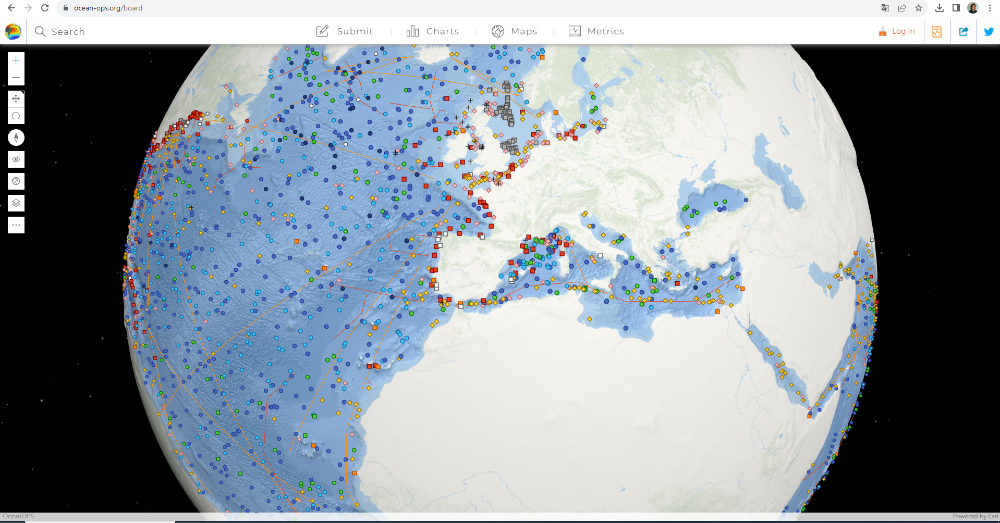 ocean-ops.org/board
Search
Submit
Charts
Maps
Metrics
Log In
OceanOPS
Powered by Esri